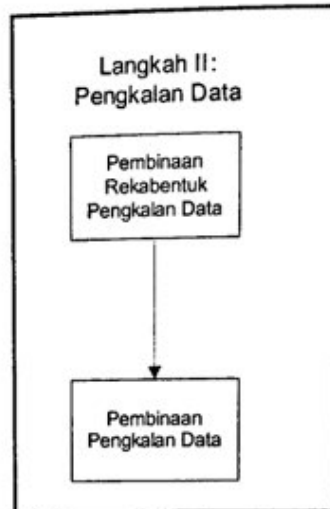 Langkah II:
Pengkalan Data
Pembinaan
Rekabentuk
Pengkalan Data
Pembinaan
Pengkalan Data